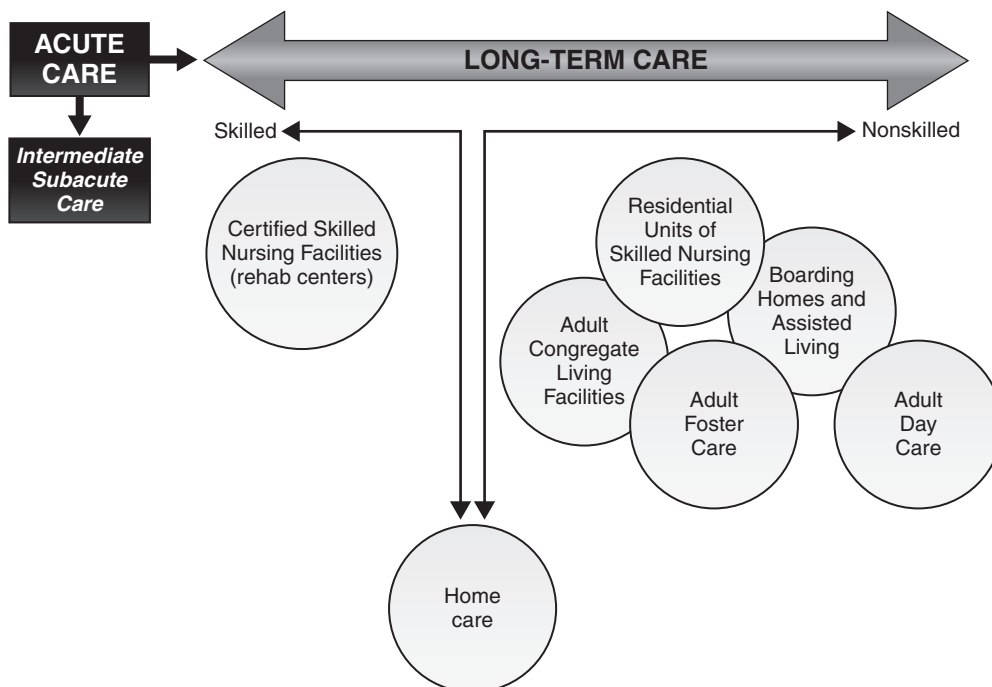 ACUTE
CARE
LONG-TERM CARE
Intermediate
Subacute
Care
Skilled
Nonskilled
Certified Skilled
Nursing Facilities
(rehab centers)
Residential
Units of
Skilled Nursing
Facilities
Boarding
Homes and
Assisted
Living
Adult
Congregate
Living
Facilities
Adult
Foster
Care
Adult
Day
Care
Home
care